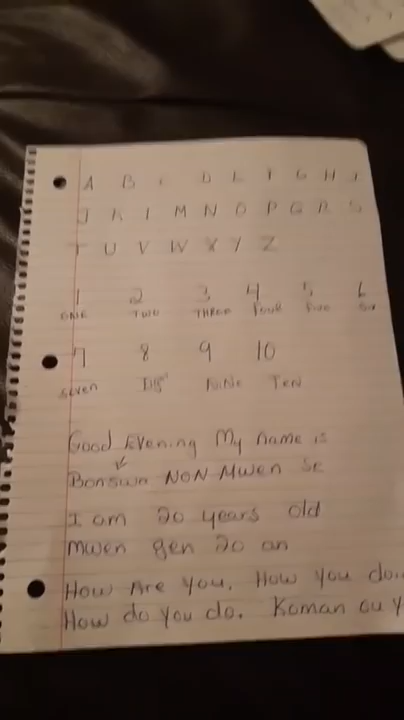 A B C D E F G H I
J K L M N O P Q R S
T U V W X Y Z
1 2 3 4 5 6
ONE TWO THREE FOUR FIVE SIX
7 8 9 10
SEVEN NiNe TEN
Good Evening My name is
Bonswa NON Mwen SE
I am 20 years old
Mwen gen 20 an
How Are you. How you do..
How do you do. Koman ou y